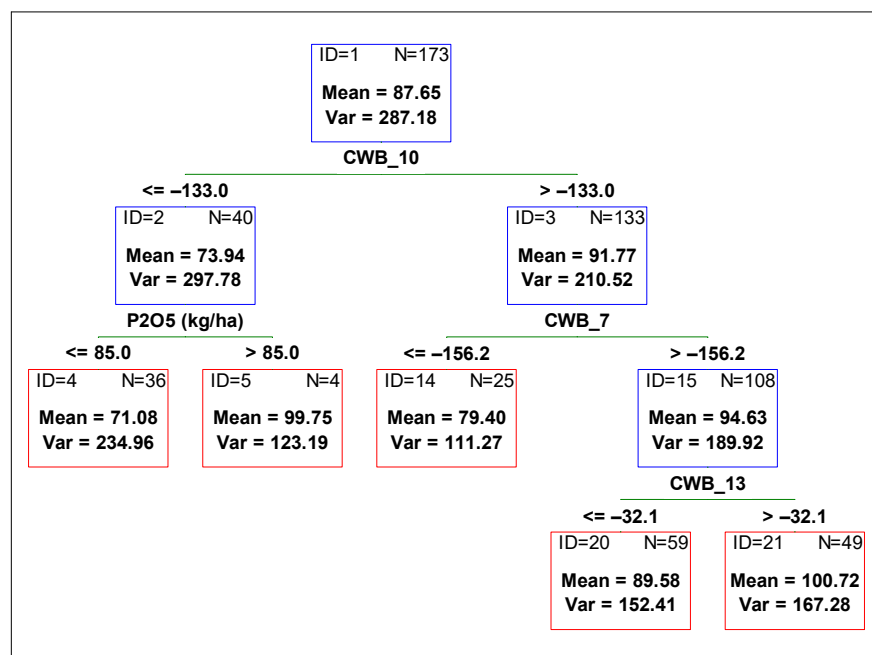 ID=1 N=173
Mean = 87.65
Var = 287.18
CWB_10
<= –133.0 > –133.0
ID=2 N=40 ID=3 N=133
Mean = 73.94 Mean = 91.77
Var = 297.78 Var = 210.52
P2O5 (kg/ha) CWB_7
<= 85.0 > 85.0 <= –156.2 > –156.2
ID=4 N=36 ID=5 N=4 ID=14 N=25 ID=15 N=108
Mean = 71.08 Mean = 99.75 Mean = 79.40 Mean = 94.63
Var = 234.96 Var = 123.19 Var = 111.27 Var = 189.92
CWB_13
<= –32.1 > –32.1
ID=20 N=59 ID=21 N=49
Mean = 89.58 Mean = 100.72
Var = 152.41 Var = 167.28